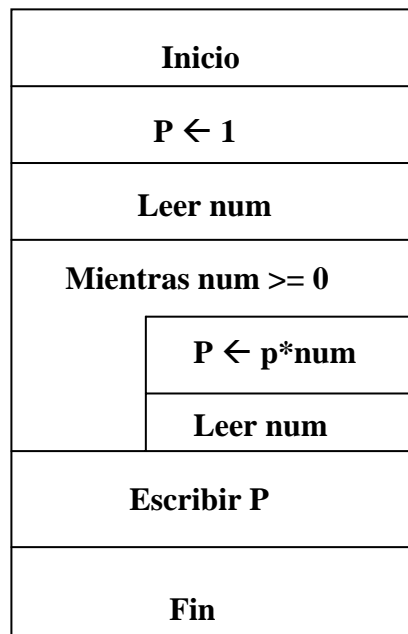 Inicio
P ← 1
Leer num
Mientras num >= 0
P ← p*num
Leer num
Escribir P
Fin